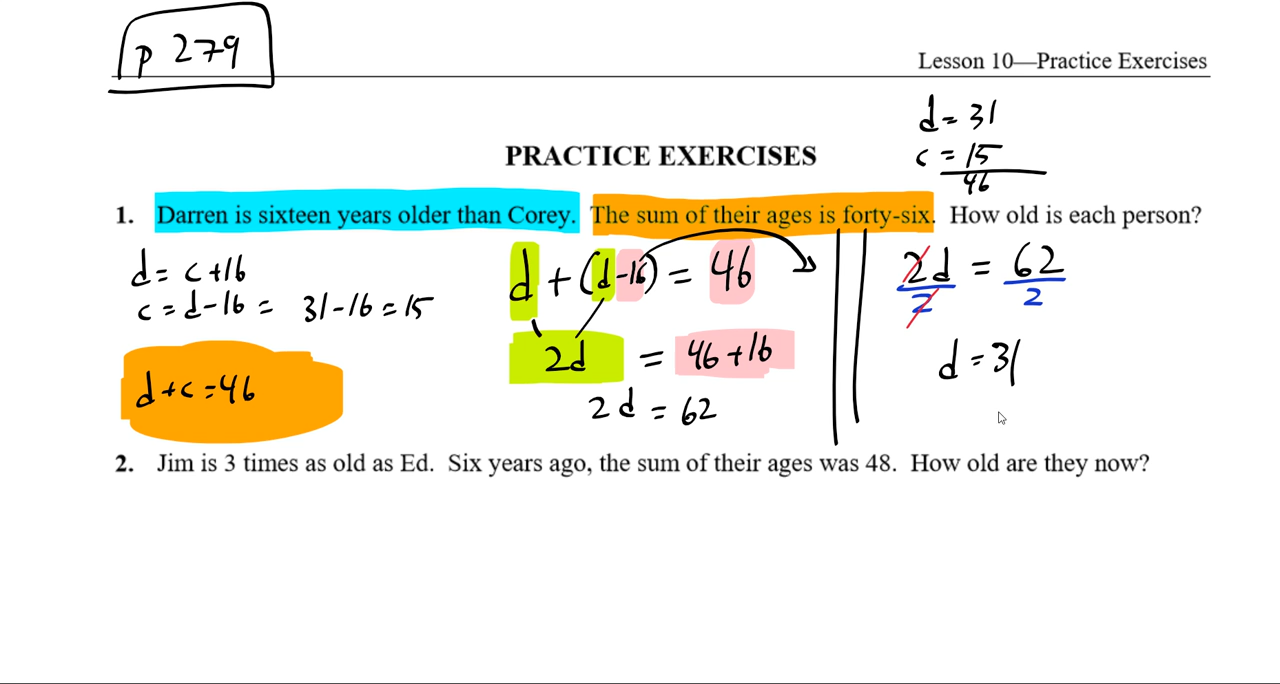 p 279
Lesson 10—Practice Exercises
d = 31
c = 15
46
PRACTICE EXERCISES
1. Darren is sixteen years older than Corey. The sum of their ages is forty-six. How old is each person?
d = c+16
c = d-16 = 31-16 = 15
d+c=46
d + (d-16) = 46
2d = 46+16
2d = 62
2d = 62
2 2
d = 31
2. Jim is 3 times as old as Ed. Six years ago, the sum of their ages was 48. How old are they now?